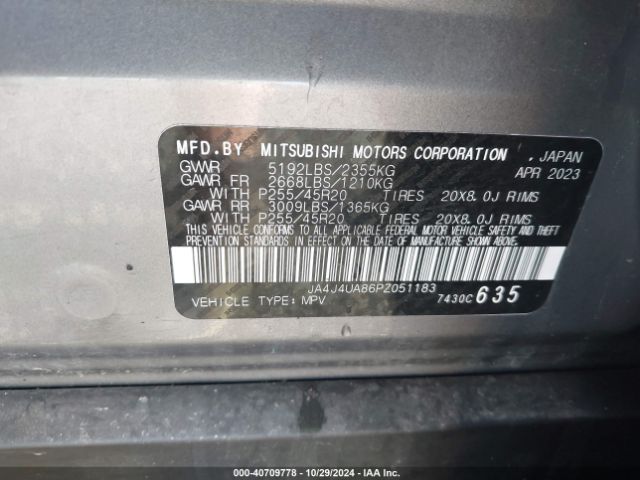 MFD.BY MITSUBISHI MOTORS CORPORATION , JAPAN
GVWR 5192LBS/2355KG APR 2023
GAWR FR 2668LBS/1210KG
WITH P255/45R20 TIRES 20X8.0J RIMS
GAWR RR 3009LBS/1365KG
WITH P255/45R20 TIRES 20X8.0J RIMS
THIS VEHICLE CONFORMS TO ALL APPLICABLE FEDERAL MOTOR VEHICLE SAFETY AND THEFT
PREVENTION STANDARDS IN EFFECT ON THE DATE OF MANUFACTURE SHOWN ABOVE.
JA4J4UA86PZ051183
VEHICLE TYPE: MPV 7430C 635
000-40709778 - 10/29/2024 - IAA Inc.